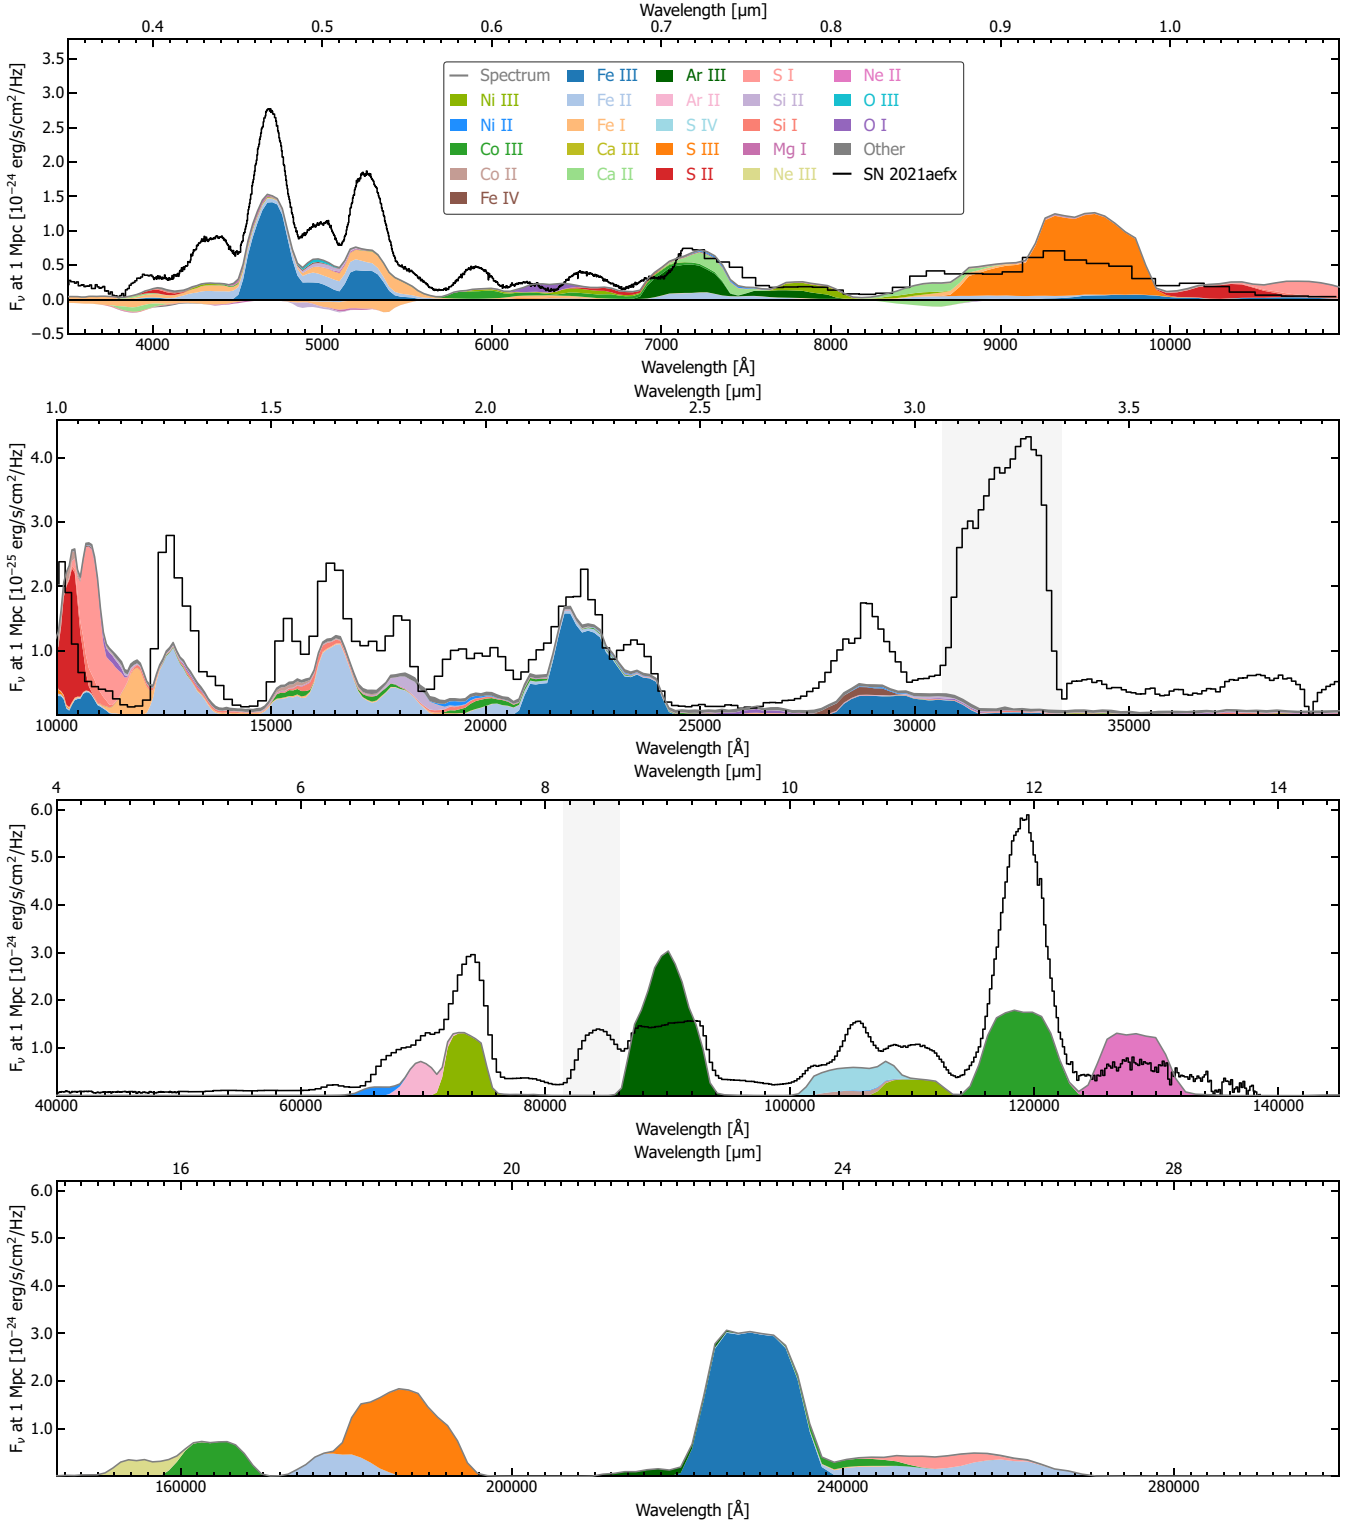 Wavelength [µm]
0.4 0.5 0.6 0.7 0.8 0.9 1.0
F_ν at 1 Mpc [10⁻²⁴ erg/s/cm²/Hz]
3.5
3.0
2.5
2.0
1.5
1.0
0.5
0.0
−0.5
Spectrum Fe III Ar III S I Ne II
Ni III Fe II Ar II Si II O III
Ni II Fe I S IV Si I O I
Co III Ca III S III Mg I Other
Co II Ca II S II Ne III SN 2021aefx
Fe IV
4000 5000 6000 7000 8000 9000 10000
Wavelength [Å]
Wavelength [µm]
1.0 1.5 2.0 2.5 3.0 3.5
F_ν at 1 Mpc [10⁻²⁵ erg/s/cm²/Hz]
4.0
3.0
2.0
1.0
10000 15000 20000 25000 30000 35000
Wavelength [Å]
Wavelength [µm]
4 6 8 10 12 14
F_ν at 1 Mpc [10⁻²⁴ erg/s/cm²/Hz]
6.0
5.0
4.0
3.0
2.0
1.0
40000 60000 80000 100000 120000 140000
Wavelength [Å]
Wavelength [µm]
16 20 24 28
F_ν at 1 Mpc [10⁻²⁴ erg/s/cm²/Hz]
6.0
5.0
4.0
3.0
2.0
1.0
160000 200000 240000 280000
Wavelength [Å]